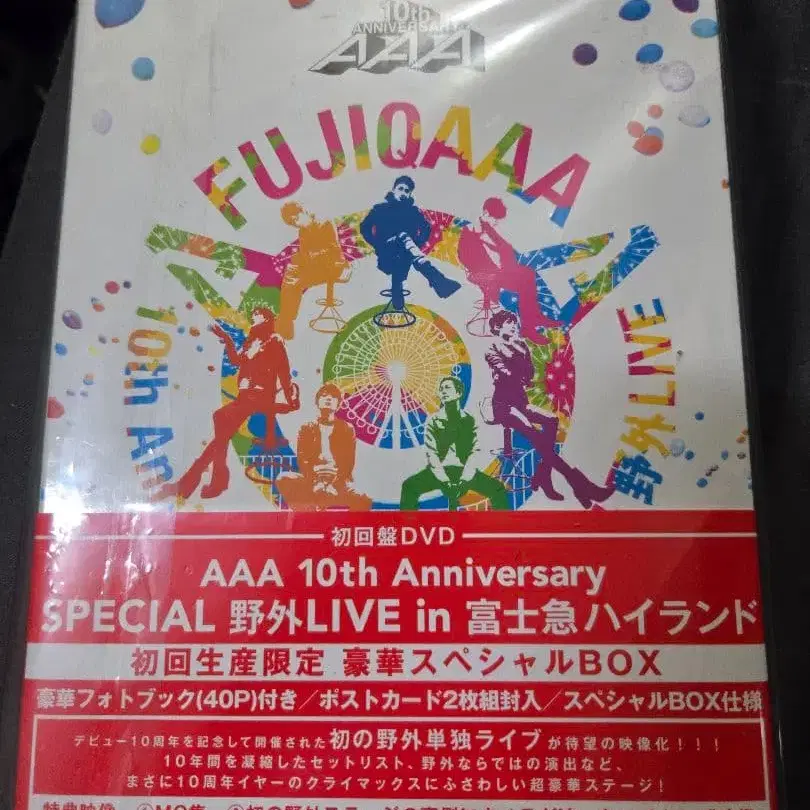 10th
ANNIVERSARY
AAA
FUJIQAAA
10th An
野外LIVE
初回盤DVD
AAA 10th Anniversary
SPECIAL 野外LIVE in 富士急ハイランド
初回生産限定 豪華スペシャルBOX
豪華フォトブック(40P)付き/ポストカード2枚組封入/スペシャルBOX仕様
デビュー10周年を記念して開催された初の野外単独ライブが待望の映像化!!!
10年間を凝縮したセットリスト、野外ならではの演出など、
まさに10周年イヤーのクライマックスにふさわしい超豪華ステージ!
特典映像 ①MC集